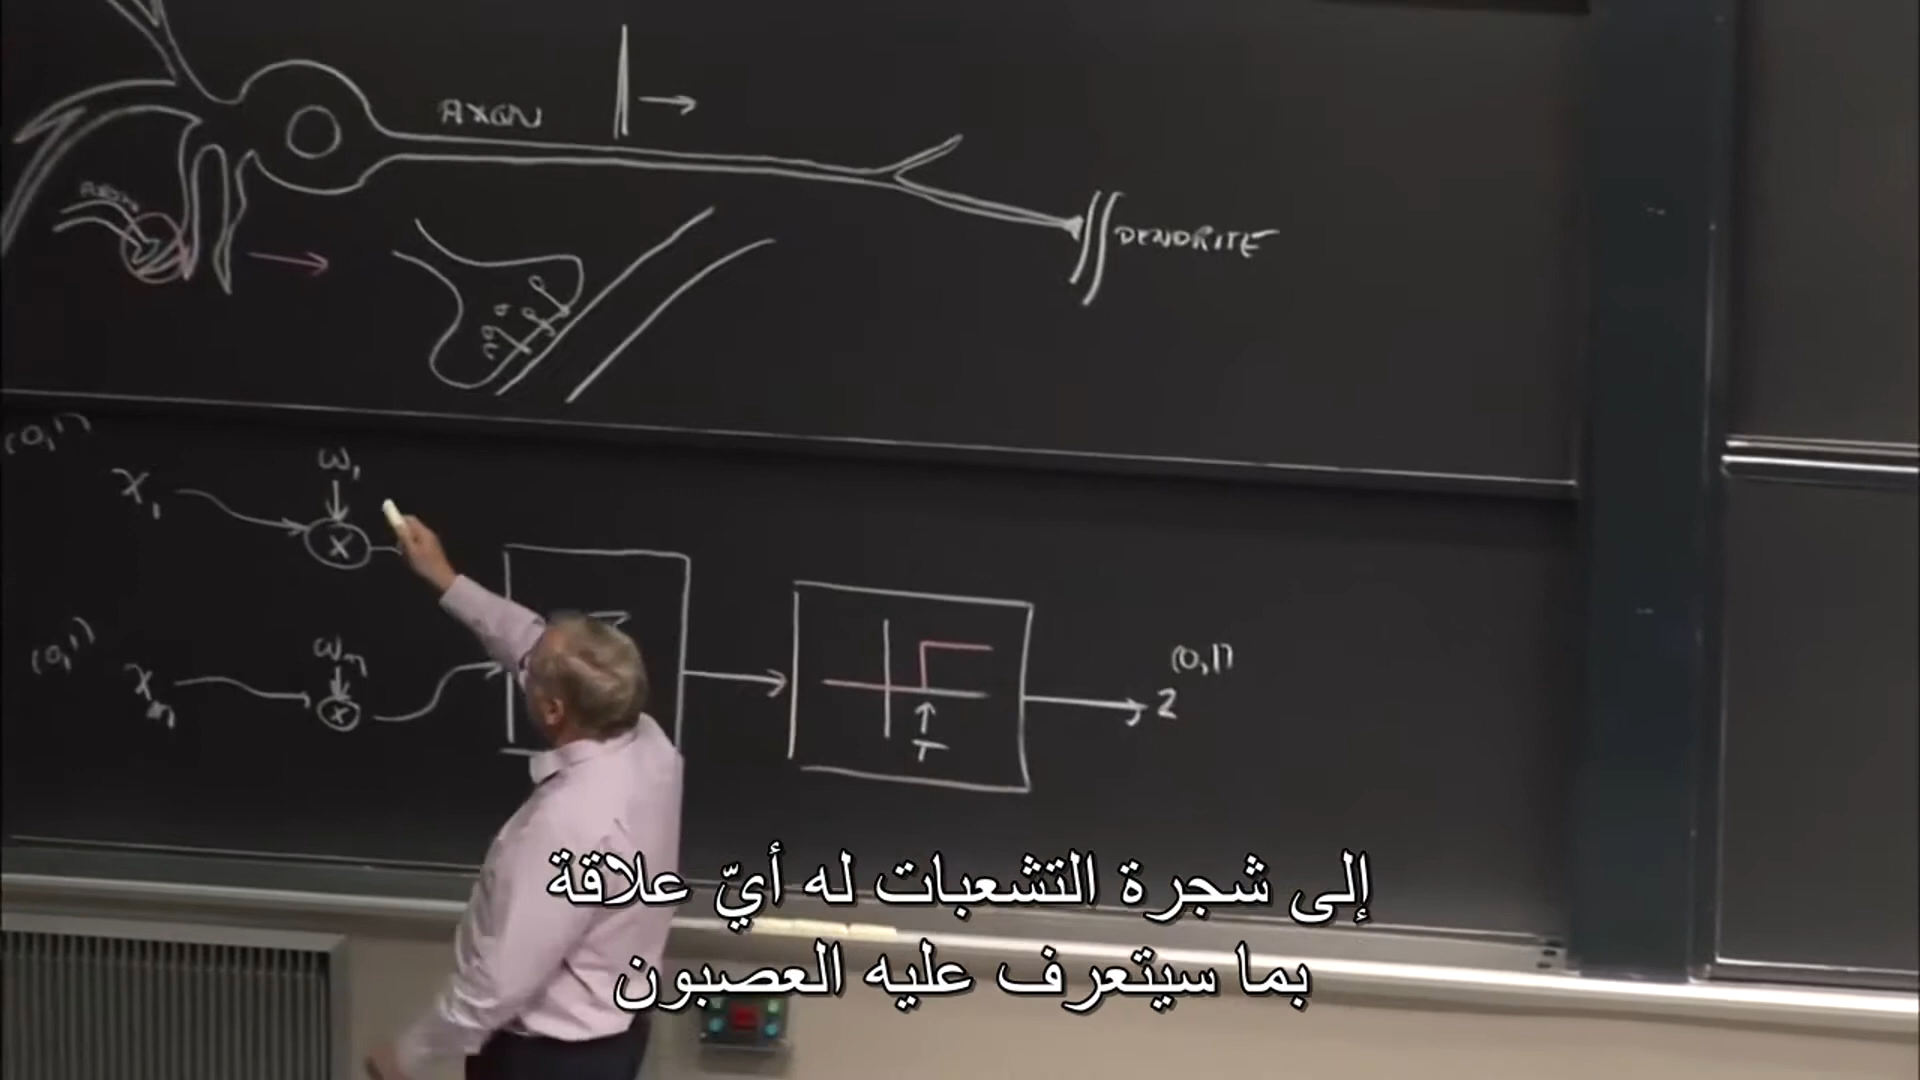 AXON
AXON
DENDRITE
(0,1)
x₁
w₁
x
(0,1)
xₙ
wₙ
x
Σ
T
(0,1)
z
إلى شجرة التشعبات له أيّ علاقة
بما سيتعرف عليه العصبون